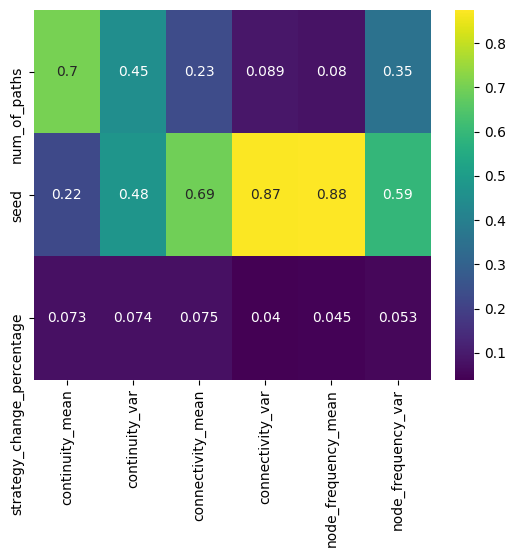 num_of_paths
seed
strategy_change_percentage
0.7 0.45 0.23 0.089 0.08 0.35
0.22 0.48 0.69 0.87 0.88 0.59
0.073 0.074 0.075 0.04 0.045 0.053
continuity_mean
continuity_var
connectivity_mean
connectivity_var
node_frequency_mean
node_frequency_var
0.8
0.7
0.6
0.5
0.4
0.3
0.2
0.1